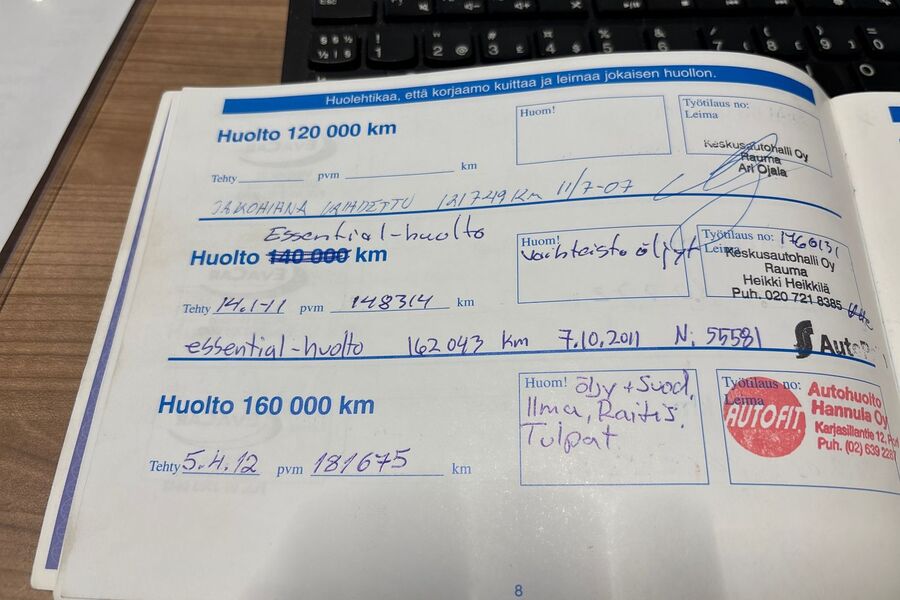 Huolehtikaa, että korjaamo kuittaa ja leimaa jokaisen huollon.
Huolto 120 000 km
Huom!
Työtilaus no:
Leima
Keskusautohalli Oy
Rauma
Ari Ojala
Tehty pvm km
JAKOHIHNA VAIHDETTU 121749 Km 11/7-07
Essential-huolto
Huolto 140 000 km
Huom!
vaihteisto öljyt
Työtilaus no: 176013,
Leima
Keskusautohalli Oy
Rauma
Heikki Heikkilä
Puh. 020 721 8385
Tehty 14.1-11 pvm 148314 km
essential-huolto 162 043 km 7.10.2011 N: 55581
Huolto 160 000 km
Huom! öljy + Suod,
Ilma, Raitis.
Tulpat.
Työtilaus no:
Leima
AUTOFIT
Autohuolto
Hannula Oy
Karjasillantie 12,
Puh. (02) 639
Tehty 5.4.12 pvm 181675 km
8